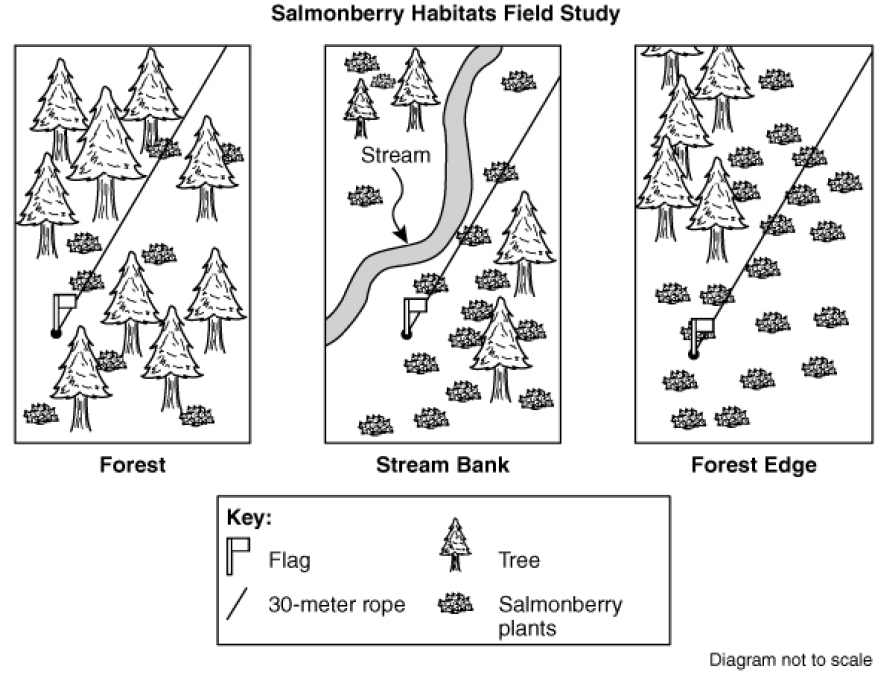 Salmonberry Habitats Field Study
Stream
Forest
Stream Bank
Forest Edge
Key:
Flag
Tree
30-meter rope
Salmonberry
plants
Diagram not to scale